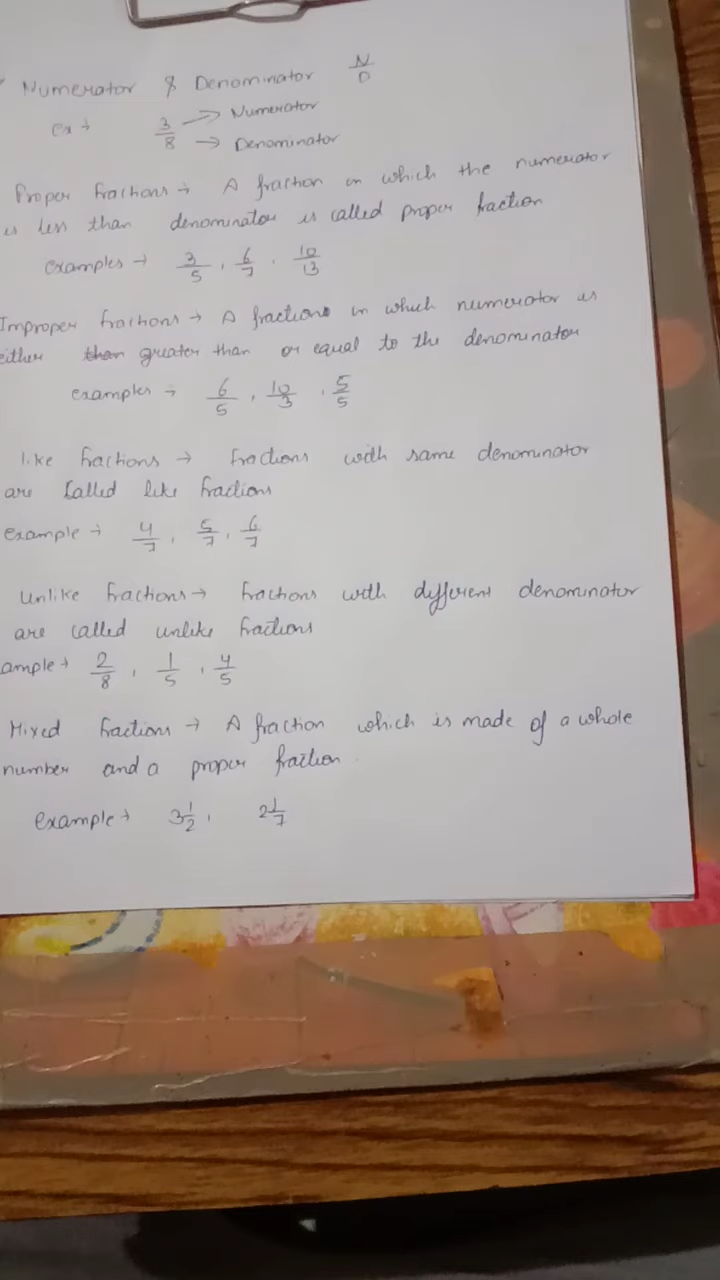 Numerator & Denominator N/D
ex → 3/8 → Numerator
→ Denominator
Proper fractions → A fraction in which the numerator
is less than denominator is called proper fraction
examples → 3/5, 6/7, 10/13
Improper fractions → A fractions in which numerator is
either than greater than or equal to the denominator
examples → 6/5, 10/3, 5/5
like fractions → fractions with same denominator
are called like fractions
example → 4/7, 5/7, 6/7
Unlike fractions → fractions with different denominator
are called unlike fractions
ample → 2/8, 1/5, 4/5
Mixed fractions → A fraction which is made of a whole
number and a proper fraction
example → 3 1/2, 2 1/7